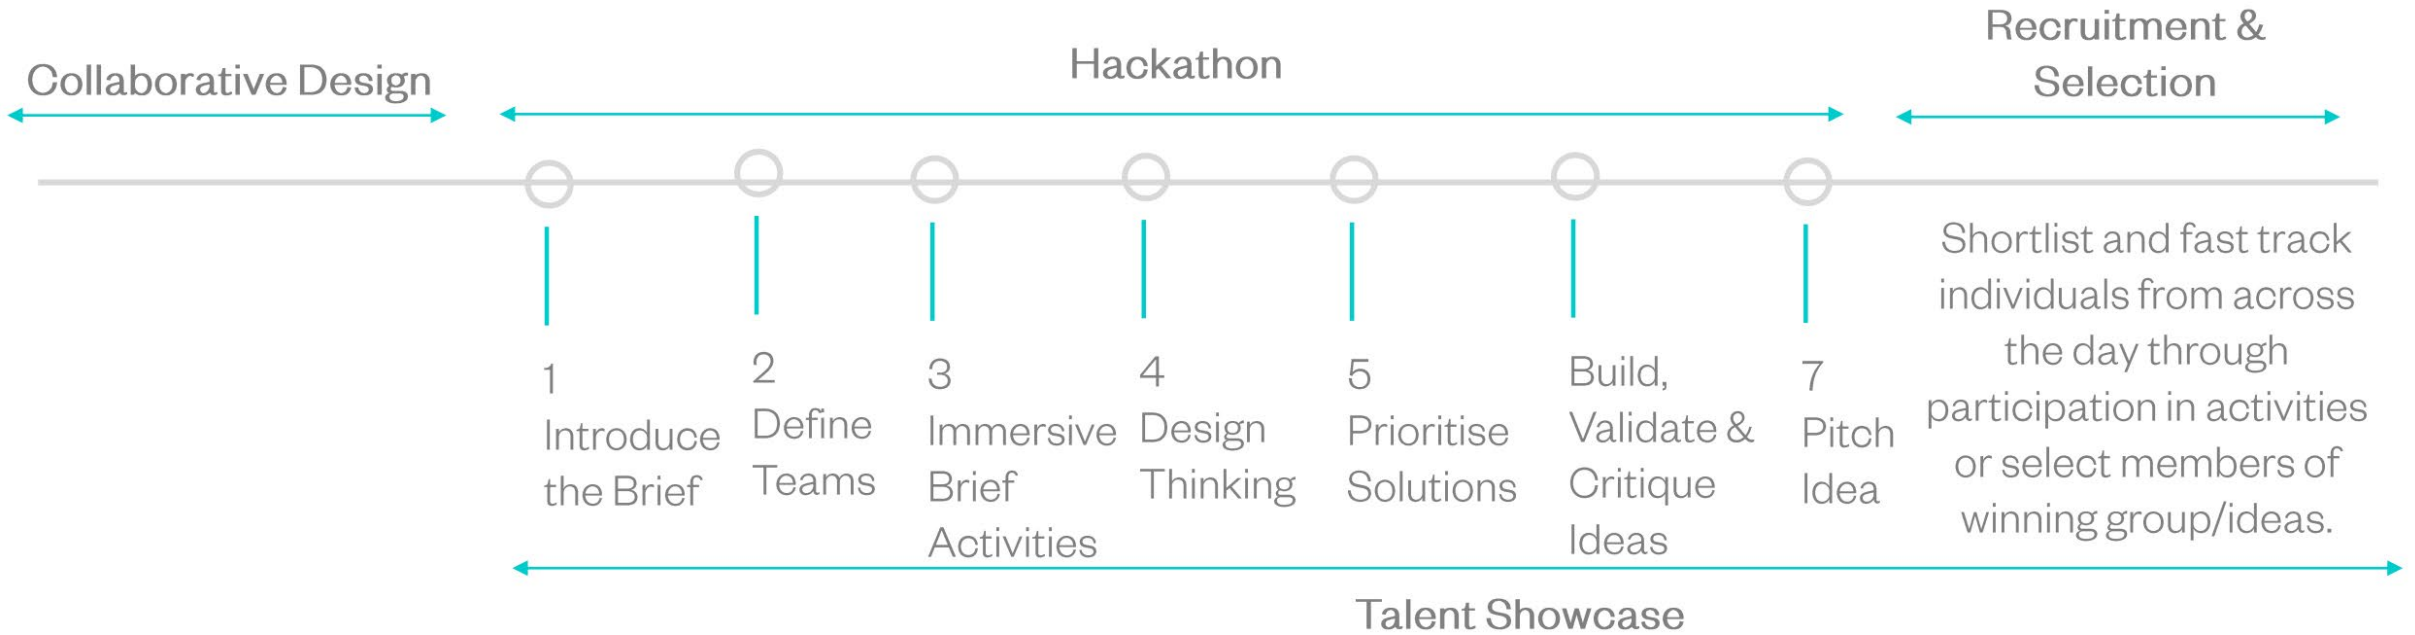 Collaborative Design
Hackathon
Recruitment &
Selection
1
Introduce
the Brief
2
Define
Teams
3
Immersive
Brief
Activities
4
Design
Thinking
5
Prioritise
Solutions
Build,
Validate &
Critique
Ideas
7
Pitch
Idea
Shortlist and fast track
individuals from across
the day through
participation in activities
or select members of
winning group/ideas.
Talent Showcase